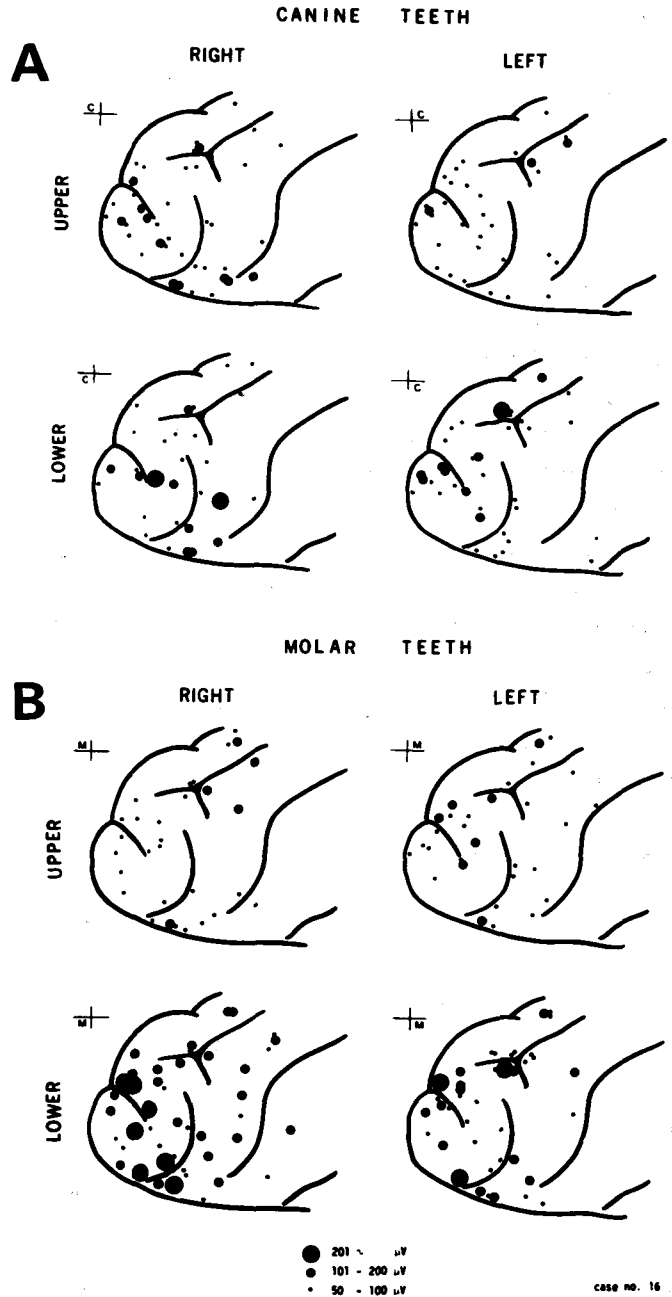 CANINE TEETH
A
RIGHT LEFT
C C
UPPER
C C
LOWER
MOLAR TEETH
B
RIGHT LEFT
M M
UPPER
M M
LOWER
201 ~ μV
101 - 200 μV
50 - 100 μV
case no. 16